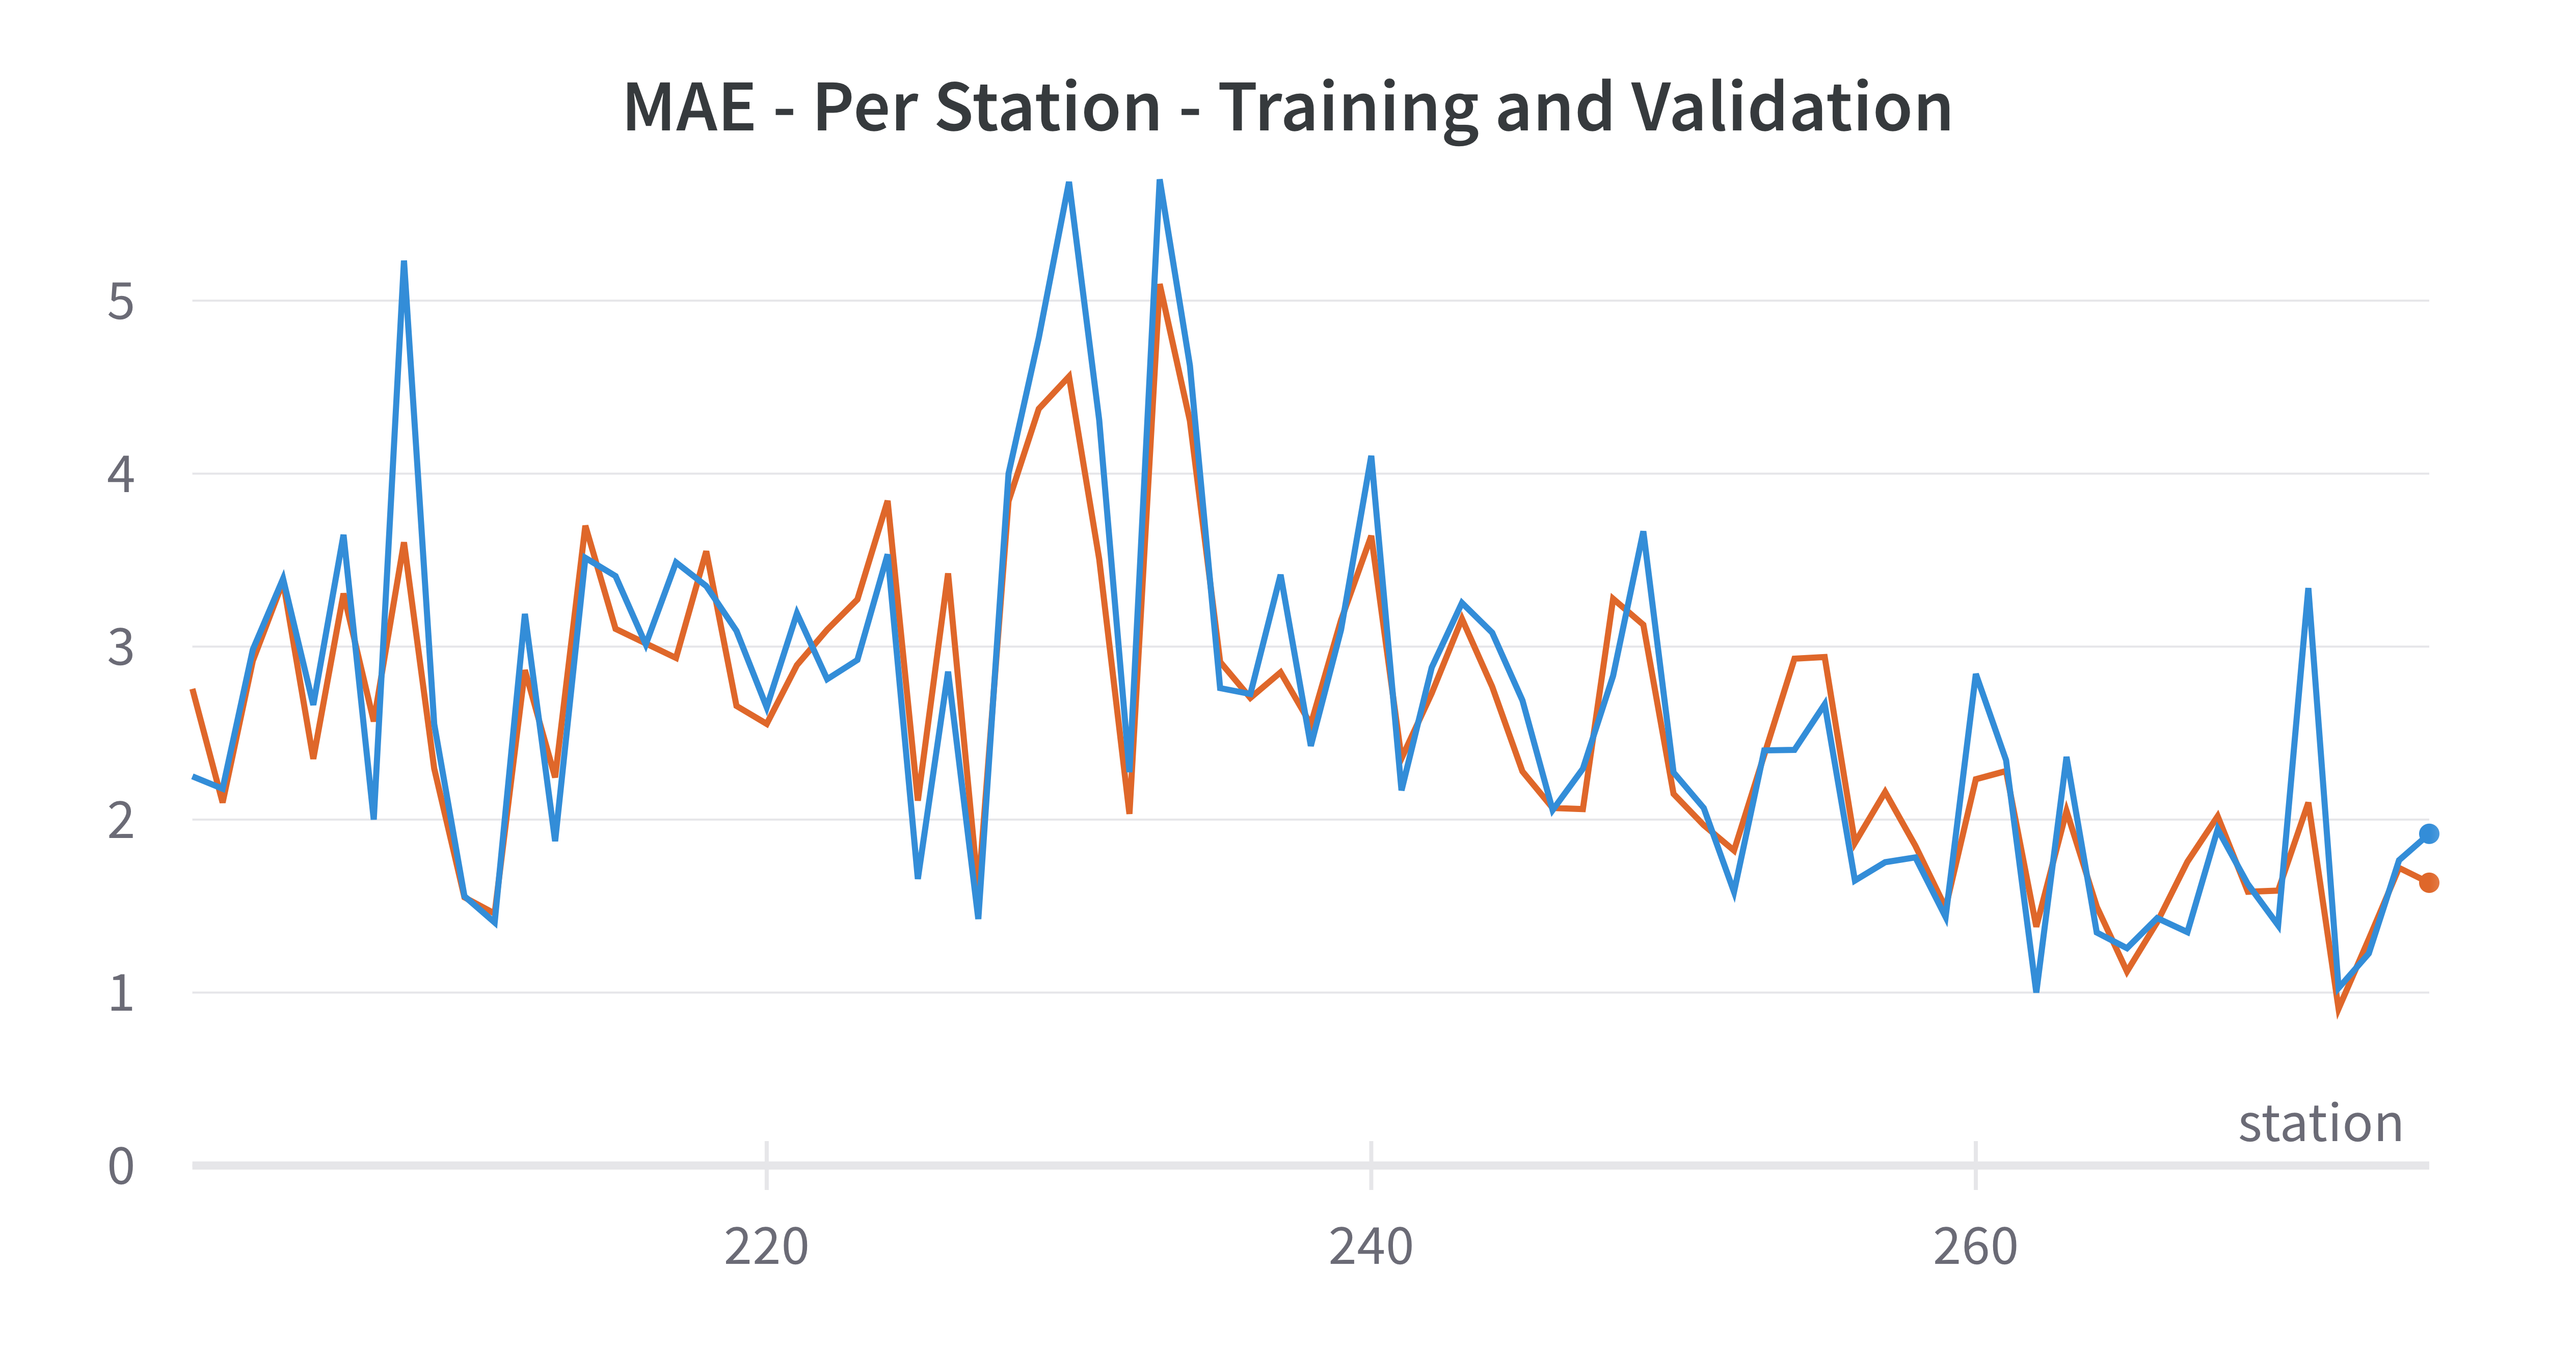 MAE - Per Station - Training and Validation
5
4
3
2
1
station
0
220 240 260